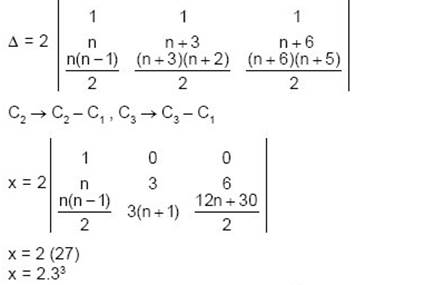 Δ = 2 | 1 1 1 |
| n n+3 n+6 |
| n(n−1)/2 (n+3)(n+2)/2 (n+6)(n+5)/2 |
C₂ → C₂ – C₁ , C₃ → C₃ – C₁
x = 2 | 1 0 0 |
| n 3 6 |
| n(n−1)/2 3(n+1) 12n+30/2 |
x = 2 (27)
x = 2.3³